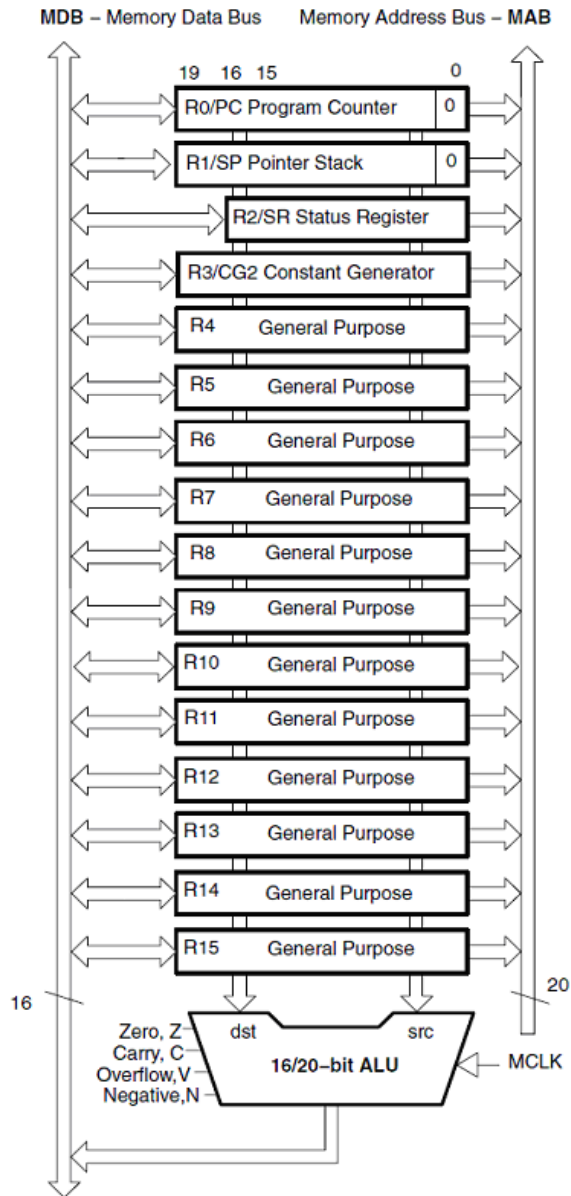 MDB – Memory Data Bus Memory Address Bus – MAB
19 16 15 0
R0/PC Program Counter 0
R1/SP Pointer Stack 0
R2/SR Status Register
R3/CG2 Constant Generator
R4 General Purpose
R5 General Purpose
R6 General Purpose
R7 General Purpose
R8 General Purpose
R9 General Purpose
R10 General Purpose
R11 General Purpose
R12 General Purpose
R13 General Purpose
R14 General Purpose
R15 General Purpose
16 20
Zero, Z dst src
Carry, C
16/20–bit ALU MCLK
Overflow,V
Negative,N